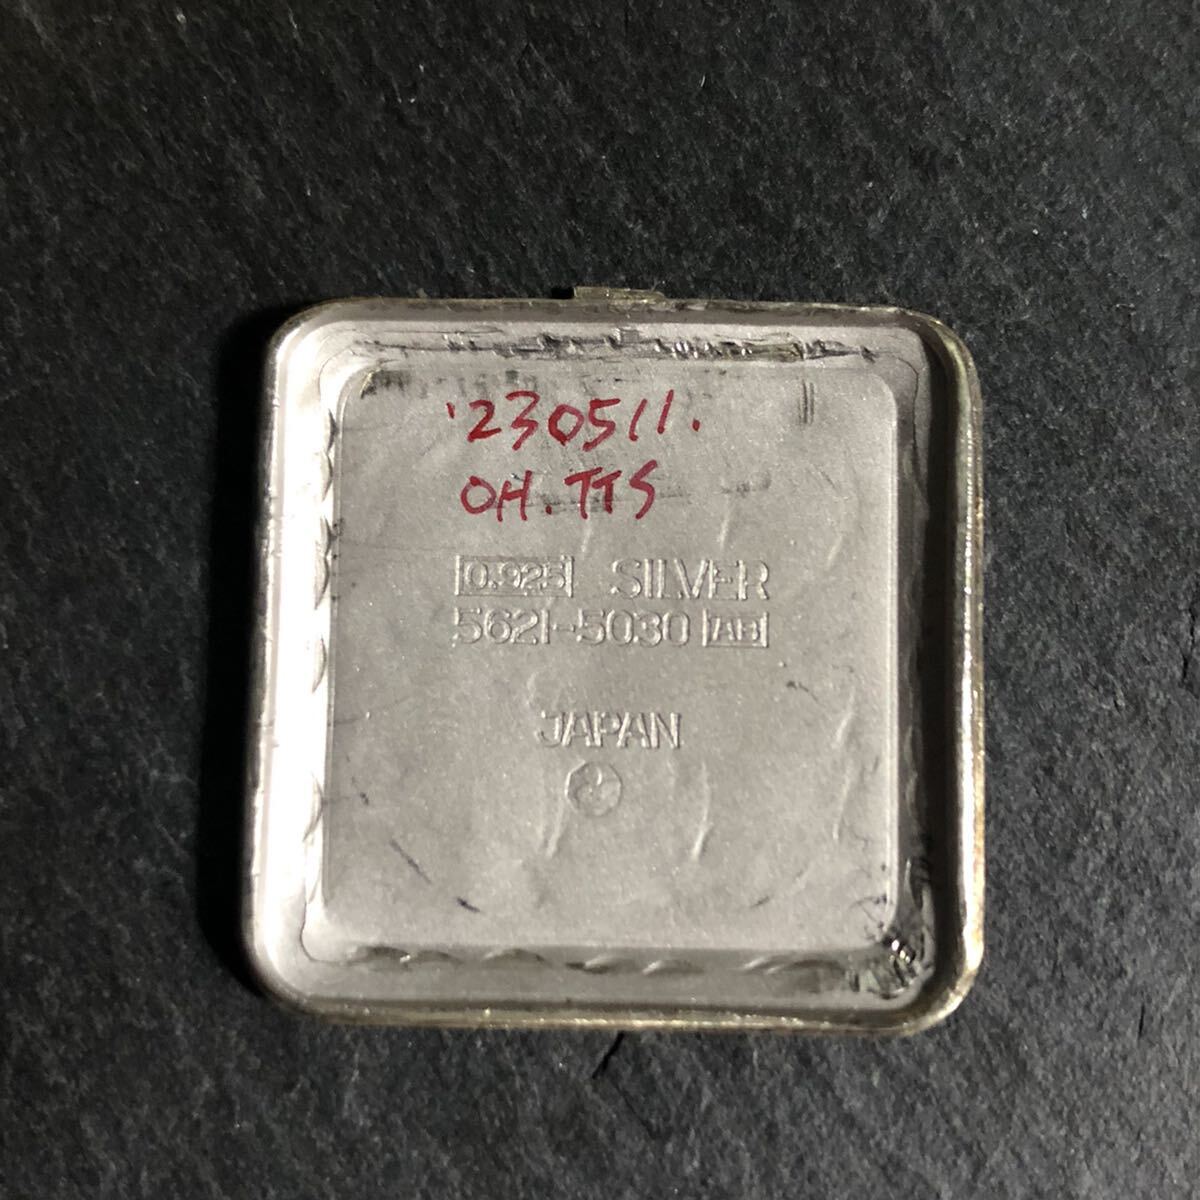 '230511.
OH. TTS
0.925 SILVER
5621-5030 AB
JAPAN